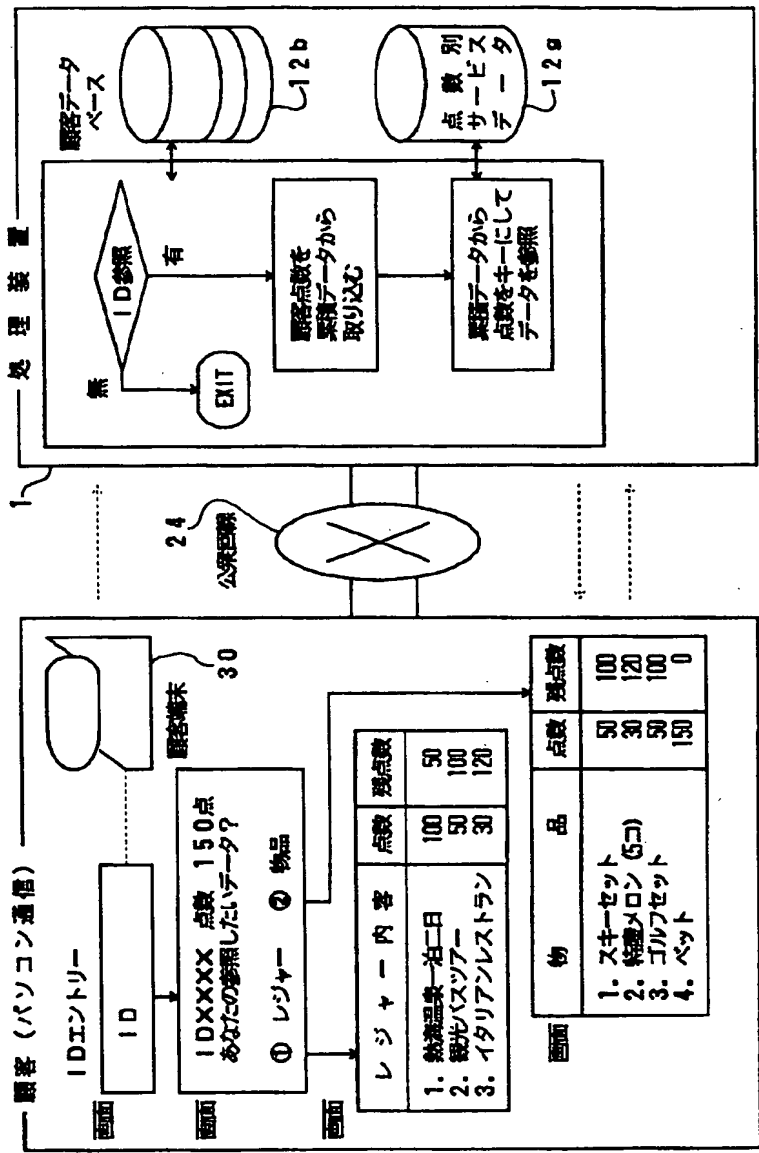 顧客(パソコン通信)
IDエントリー
画面
ID
顧客端末
30
画面
IDXXXX 点数 150点
あなたの参照したいデータ?
① レジャー ② 物品
画面
レジャー内容 点数 残点数
1. 熱海温泉一泊二日 100 50
2. 観光バスツアー 50 100
3. イタリアンレストラン 30 120
画面
物 品 点数 残点数
1. スキーセット 50 100
2. 特産メロン (5コ) 30 120
3. ゴルフセット 50 100
4. ベット 150 0
24
公衆回線
1
処理装置
無
ID参照
有
EXIT
顧客点数を
累積データから
取り込む
累積データから
点数をキーにして
データを参照
顧客データ
ベース
12b
点数別
サービス
データ
12g